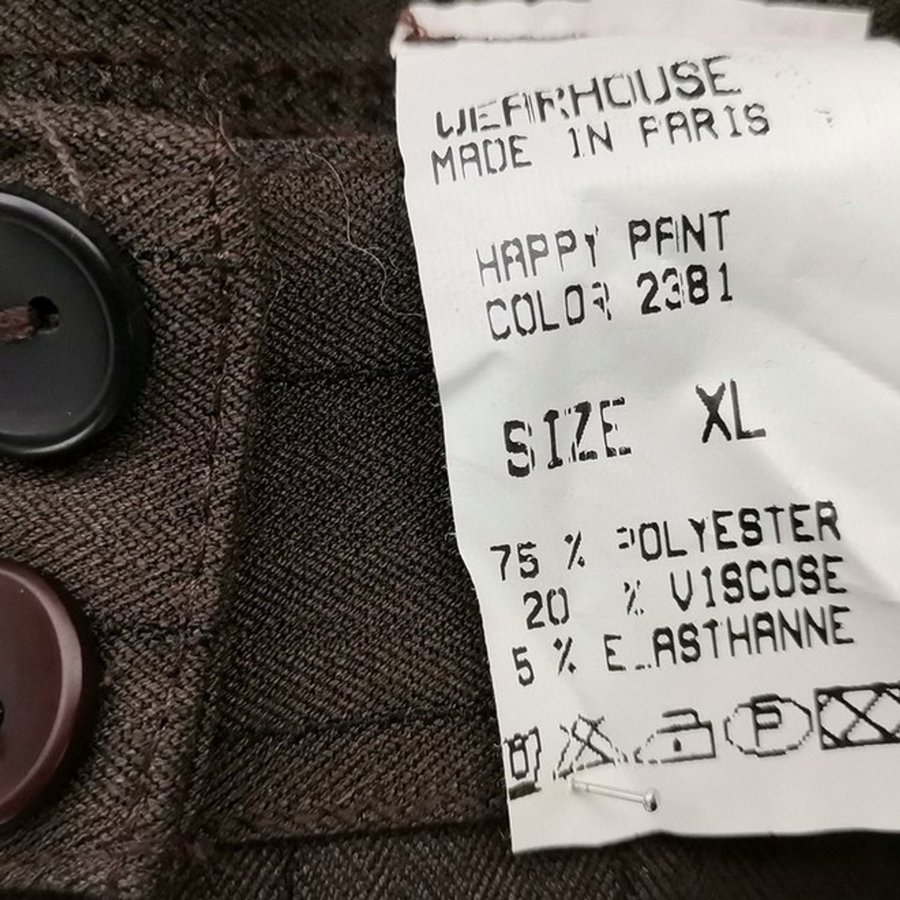 WEARHOUSE
MADE IN PARIS
HAPPY PANT
COLOR 2381
SIZE XL
75 % POLYESTER
20 % VISCOSE
5 % ELASTHANNE
P